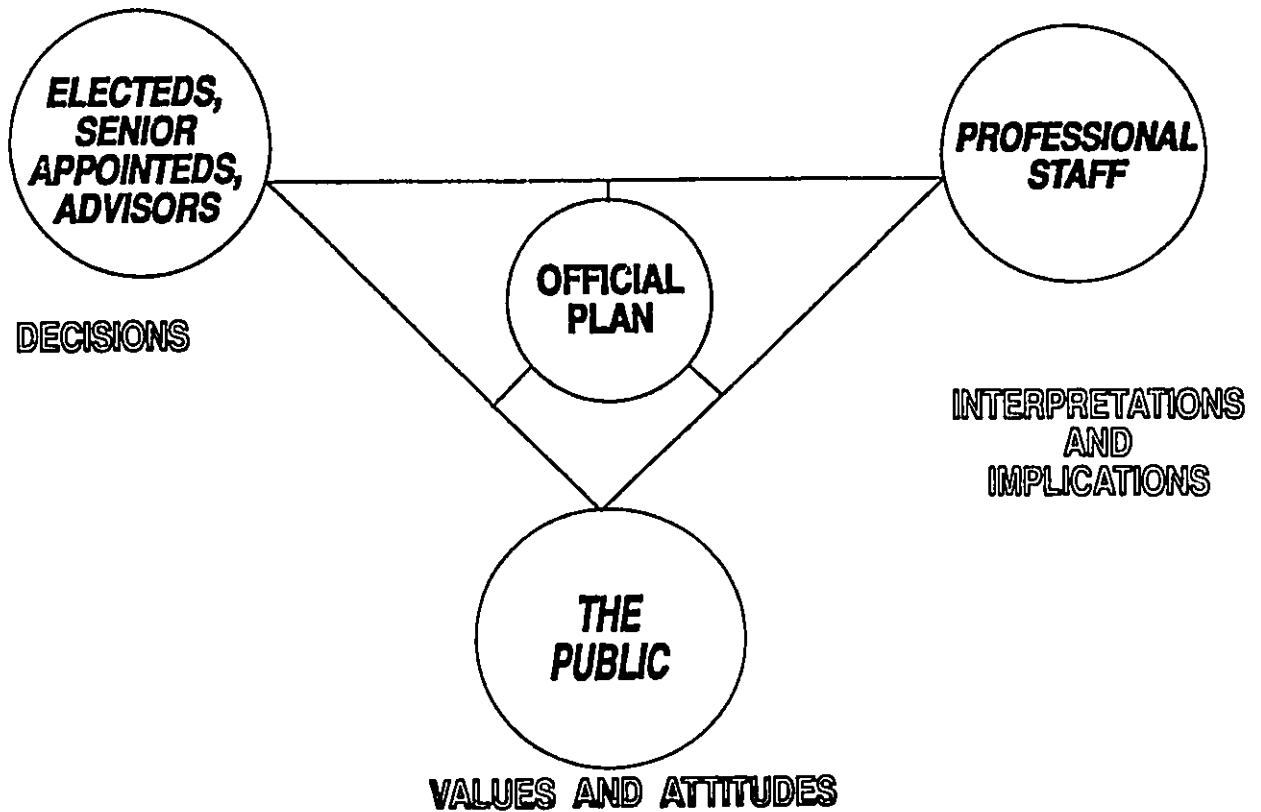 ELECTEDS,
SENIOR
APPOINTEDS,
ADVISORS
PROFESSIONAL
STAFF
OFFICIAL
PLAN
DECISIONS
INTERPRETATIONS
AND
IMPLICATIONS
THE
PUBLIC
VALUES AND ATTITUDES